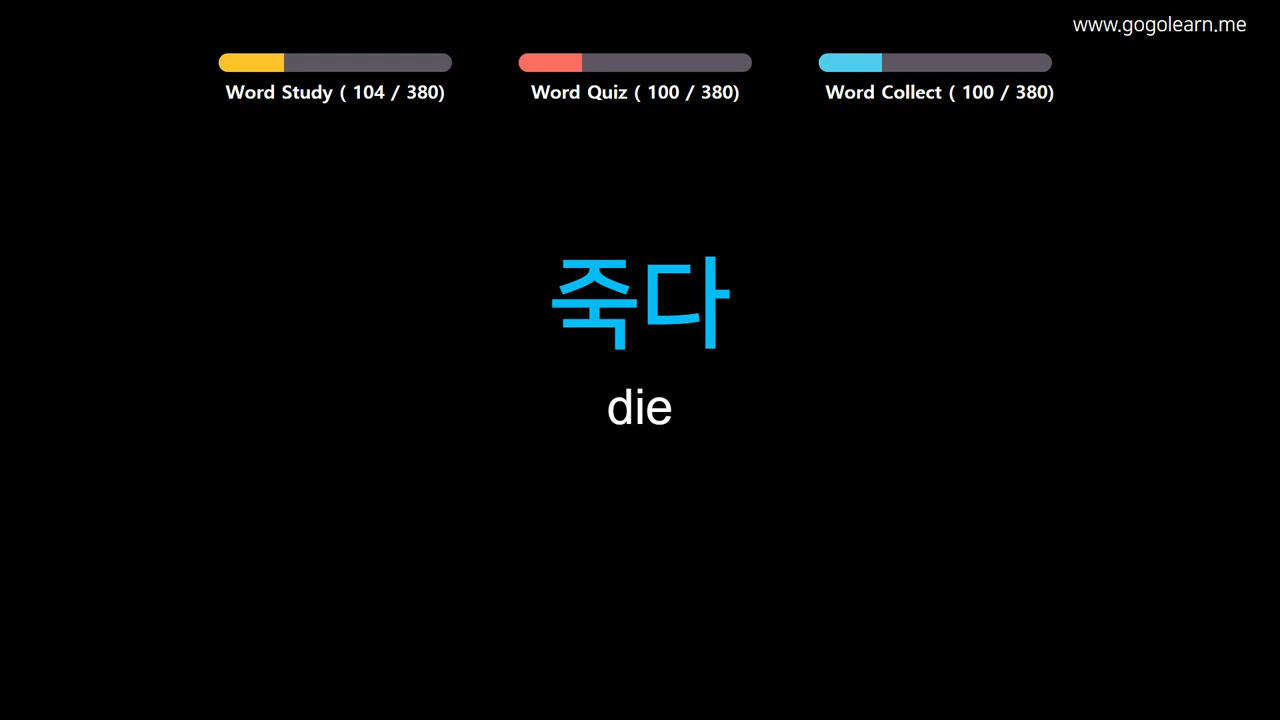 www.gogolearn.me
Word Study ( 104 / 380)
Word Quiz ( 100 / 380)
Word Collect ( 100 / 380)
죽다
die